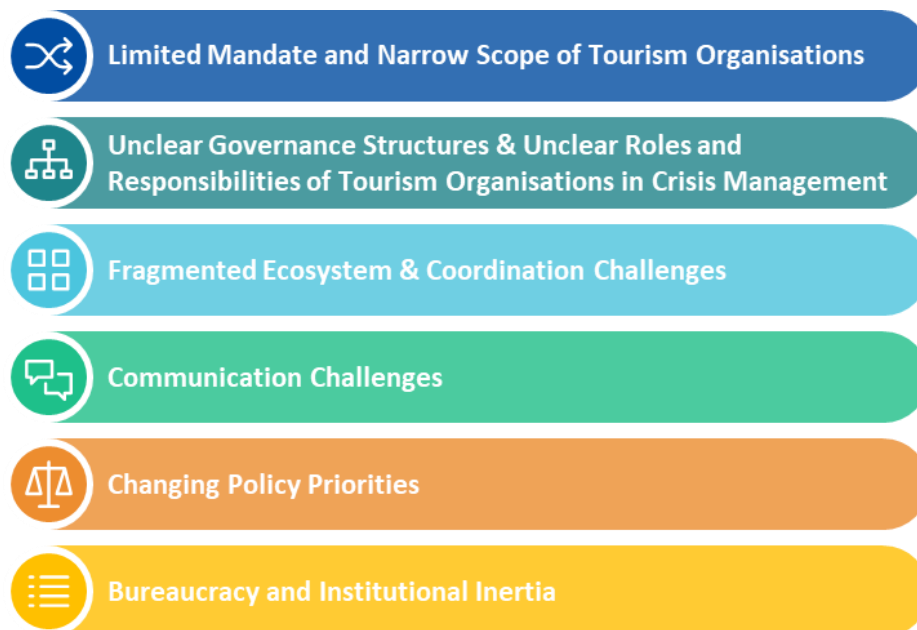 Limited Mandate and Narrow Scope of Tourism Organisations
Unclear Governance Structures & Unclear Roles and
Responsibilities of Tourism Organisations in Crisis Management
Fragmented Ecosystem & Coordination Challenges
Communication Challenges
Changing Policy Priorities
Bureaucracy and Institutional Inertia